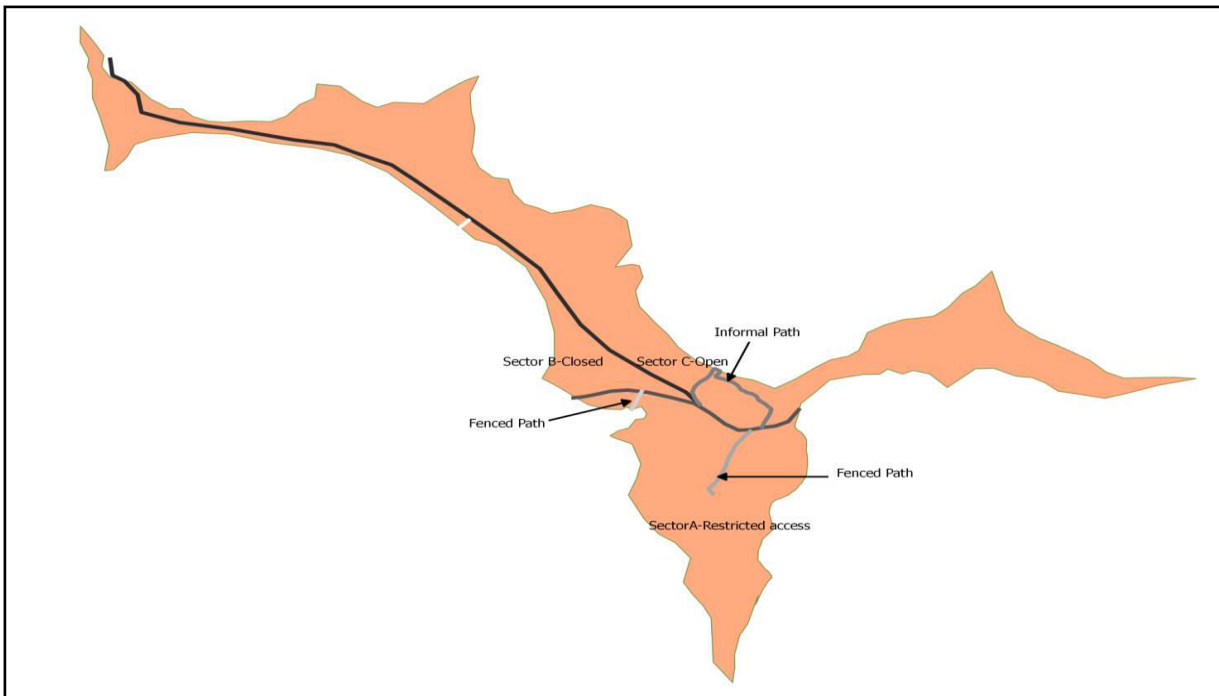 Informal Path
Sector B-Closed
Sector C-Open
Fenced Path
Fenced Path
SectorA-Restricted access